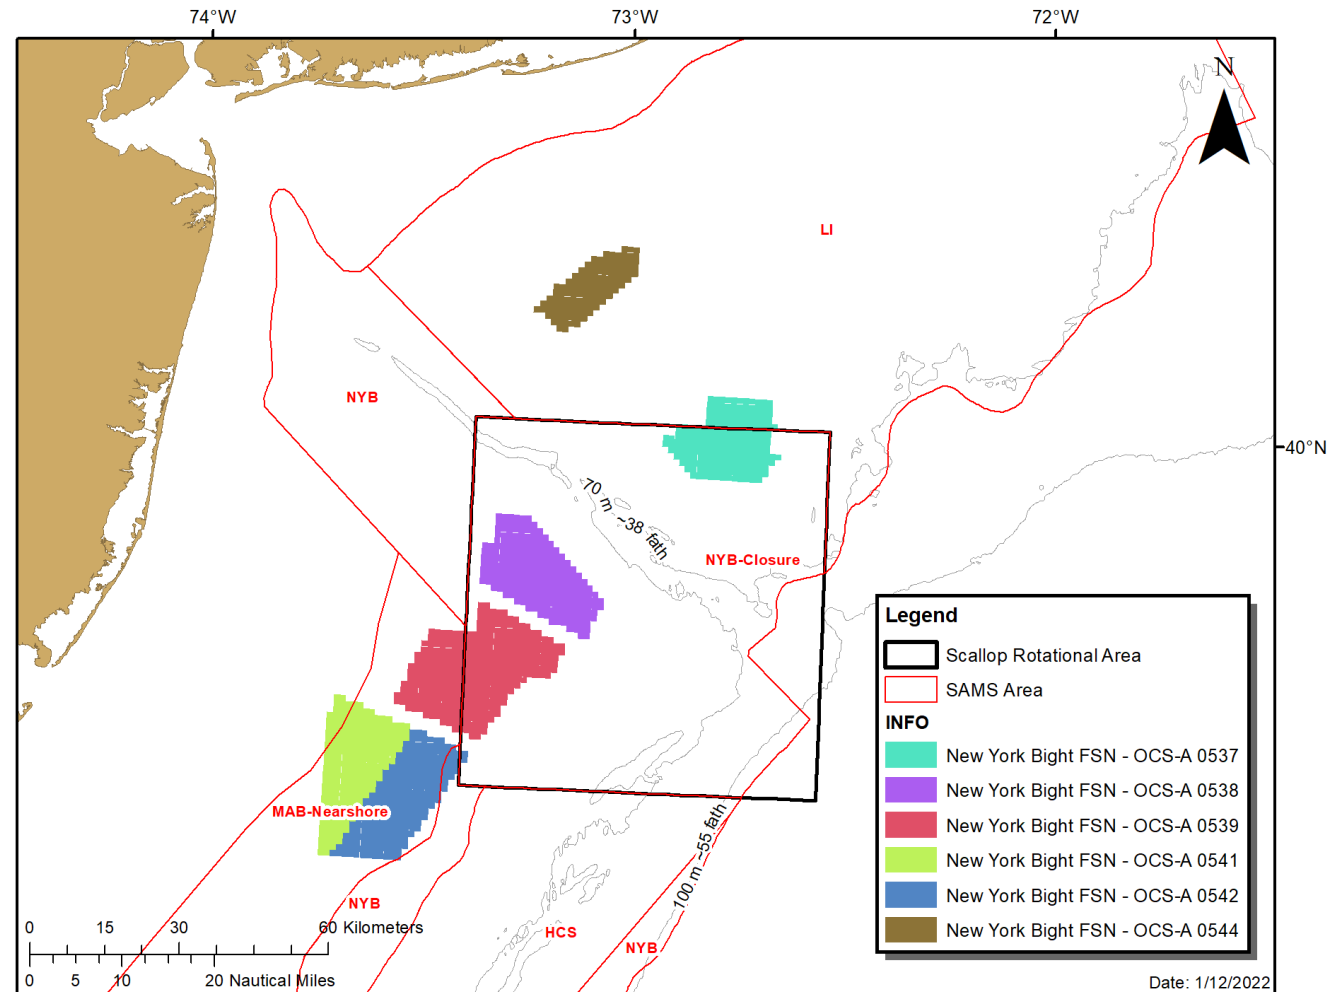 74°W
73°W
72°W
N
LI
NYB
40°N
70 m ~38 fath
NYB-Closure
Legend
Scallop Rotational Area
SAMS Area
INFO
New York Bight FSN - OCS-A 0537
New York Bight FSN - OCS-A 0538
New York Bight FSN - OCS-A 0539
New York Bight FSN - OCS-A 0541
New York Bight FSN - OCS-A 0542
New York Bight FSN - OCS-A 0544
MAB-Nearshore
100 m ~55 fath
NYB
HCS
NYB
0 15 30 60 Kilometers
0 5 10 20 Nautical Miles
Date: 1/12/2022